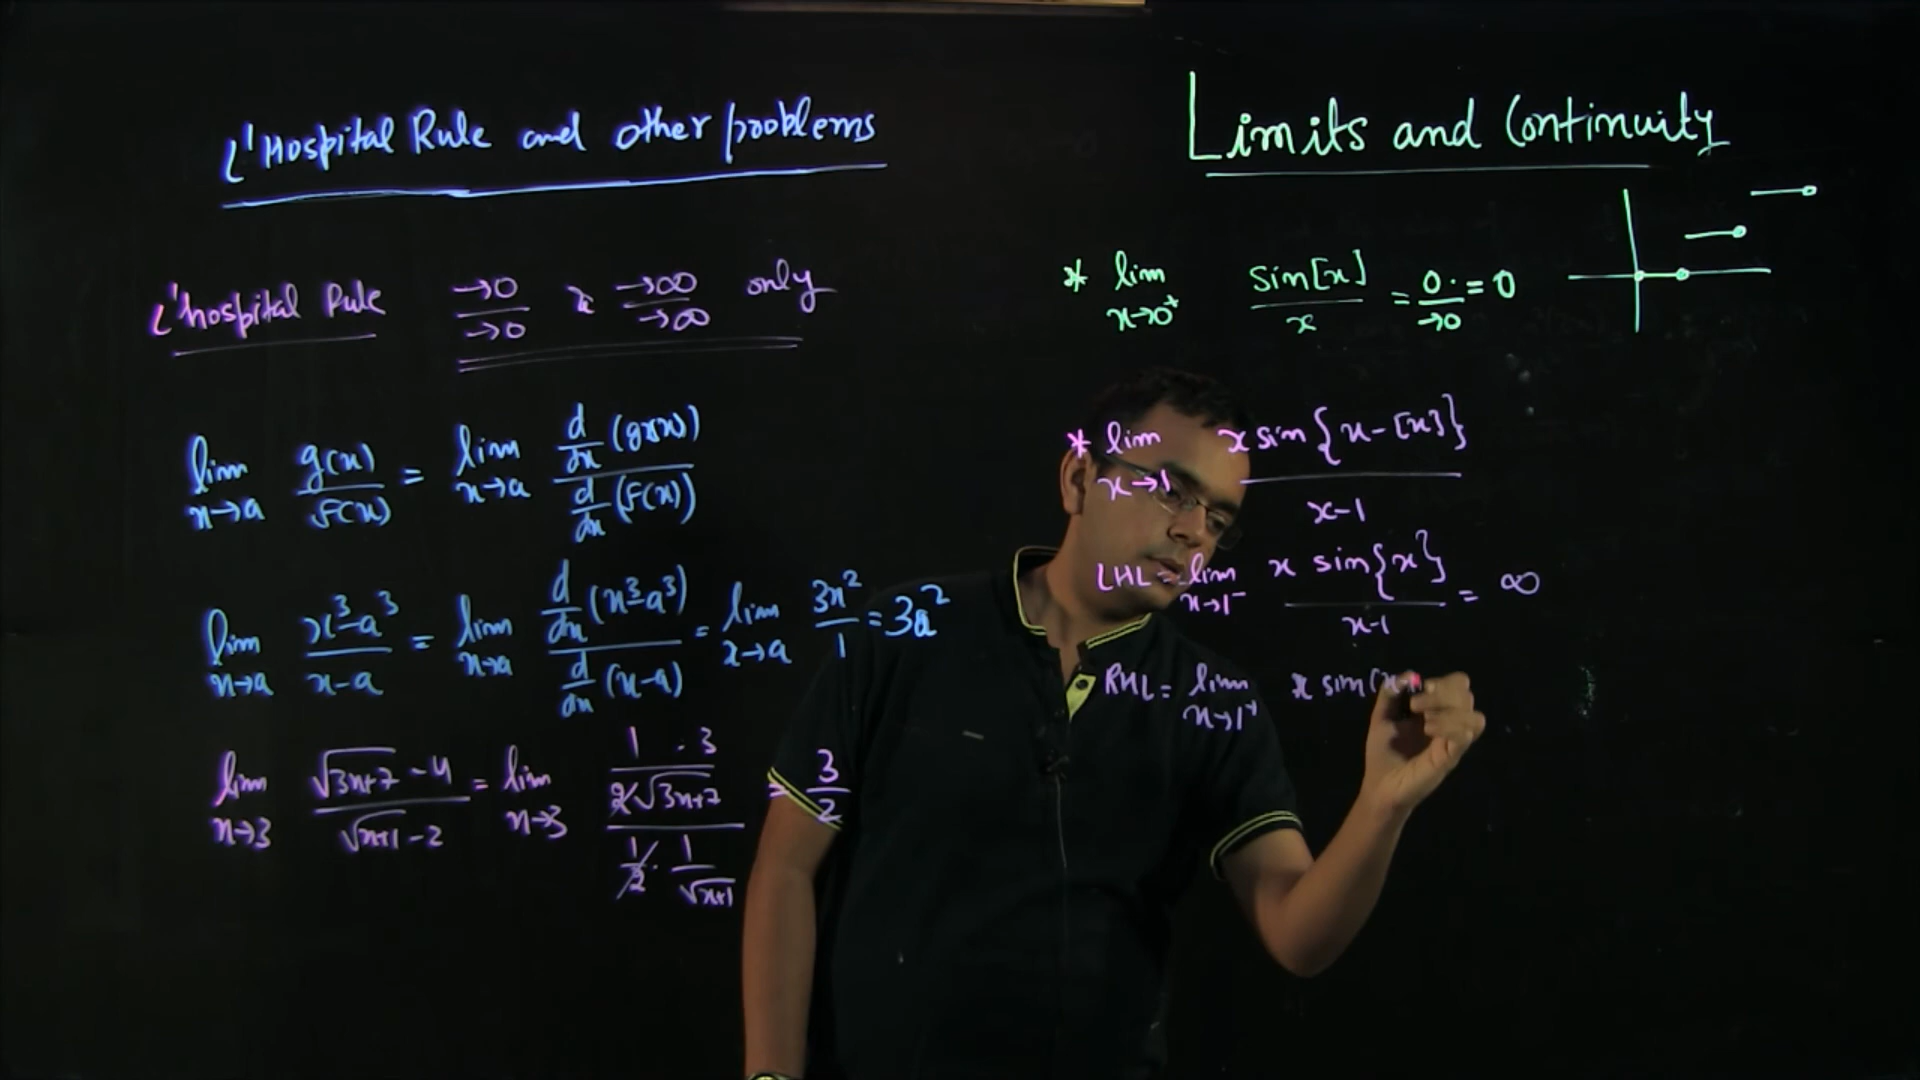 L'Hospital Rule and other problems
L'hospital Rule →0/→0 & →∞/→∞ only
lim x→a g(x)/f(x) = lim x→a d/dx (g(x)) / d/dx (f(x))
lim x→a x³-a³/x-a = lim x→a d/dx (x³-a³) / d/dx (x-a) = lim x→a 3x²/1 = 3a²
lim x→3 √3x+7 - 4 / √x+1 - 2 = lim x→3 1/2√3x+7 . 3 / 1/2 . 1/√x+1 = 3/2
Limits and Continuity
* lim x→0⁺ sin[x]/x = 0/→0 = 0
* lim x→1 x sin{x-[x]} / x-1
LHL = lim x→1⁻ x sin{x} / x-1 = ∞
RHL = lim x→1⁺ x sin(x-